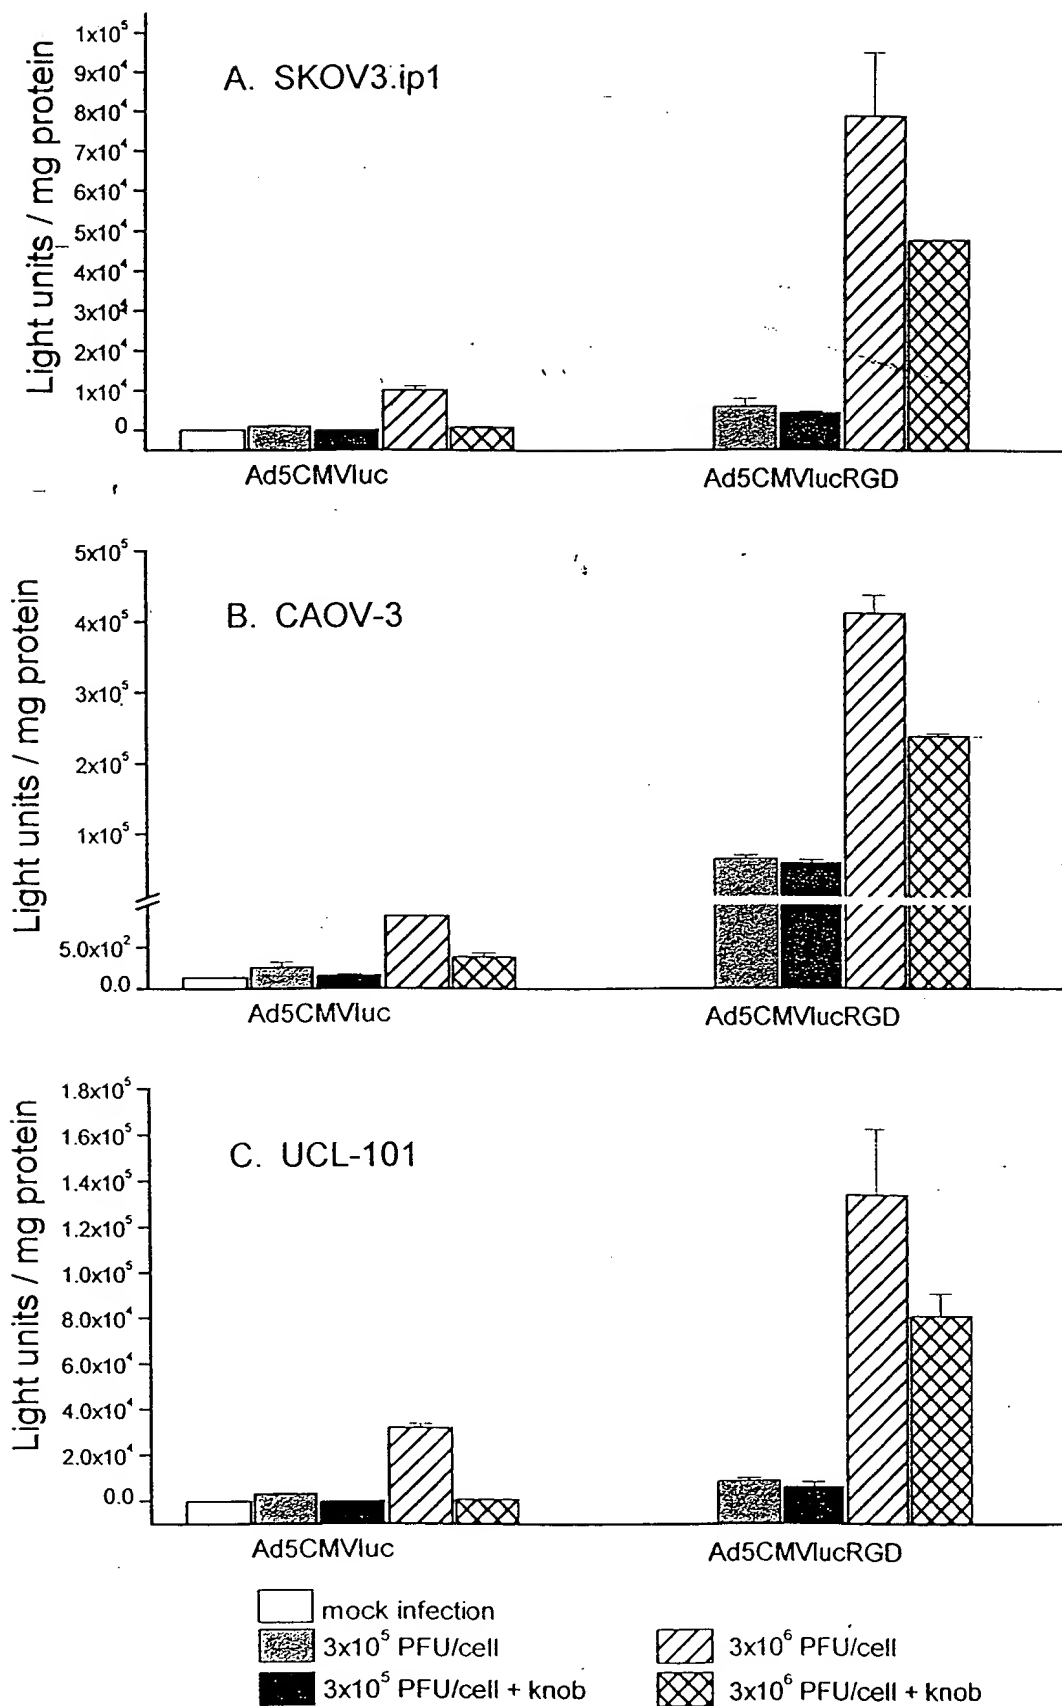 1x10⁵
9x10⁴
8x10⁴
7x10⁴
6x10⁴
5x10⁴
4x10⁴
3x10⁴
2x10⁴
1x10⁴
0
Light units / mg protein
A. SKOV3.ip1
Ad5CMVluc
Ad5CMVlucRGD
5x10⁵
4x10⁵
3x10⁵
2x10⁵
1x10⁵
5.0x10²
0.0
Light units / mg protein
B. CAOV-3
Ad5CMVluc
Ad5CMVlucRGD
1.8x10⁵
1.6x10⁵
1.4x10⁵
1.2x10⁵
1.0x10⁵
8.0x10⁴
6.0x10⁴
4.0x10⁴
2.0x10⁴
0.0
Light units / mg protein
C. UCL-101
Ad5CMVluc
Ad5CMVlucRGD
mock infection
3x10⁵ PFU/cell
3x10⁶ PFU/cell
3x10⁵ PFU/cell + knob
3x10⁶ PFU/cell + knob